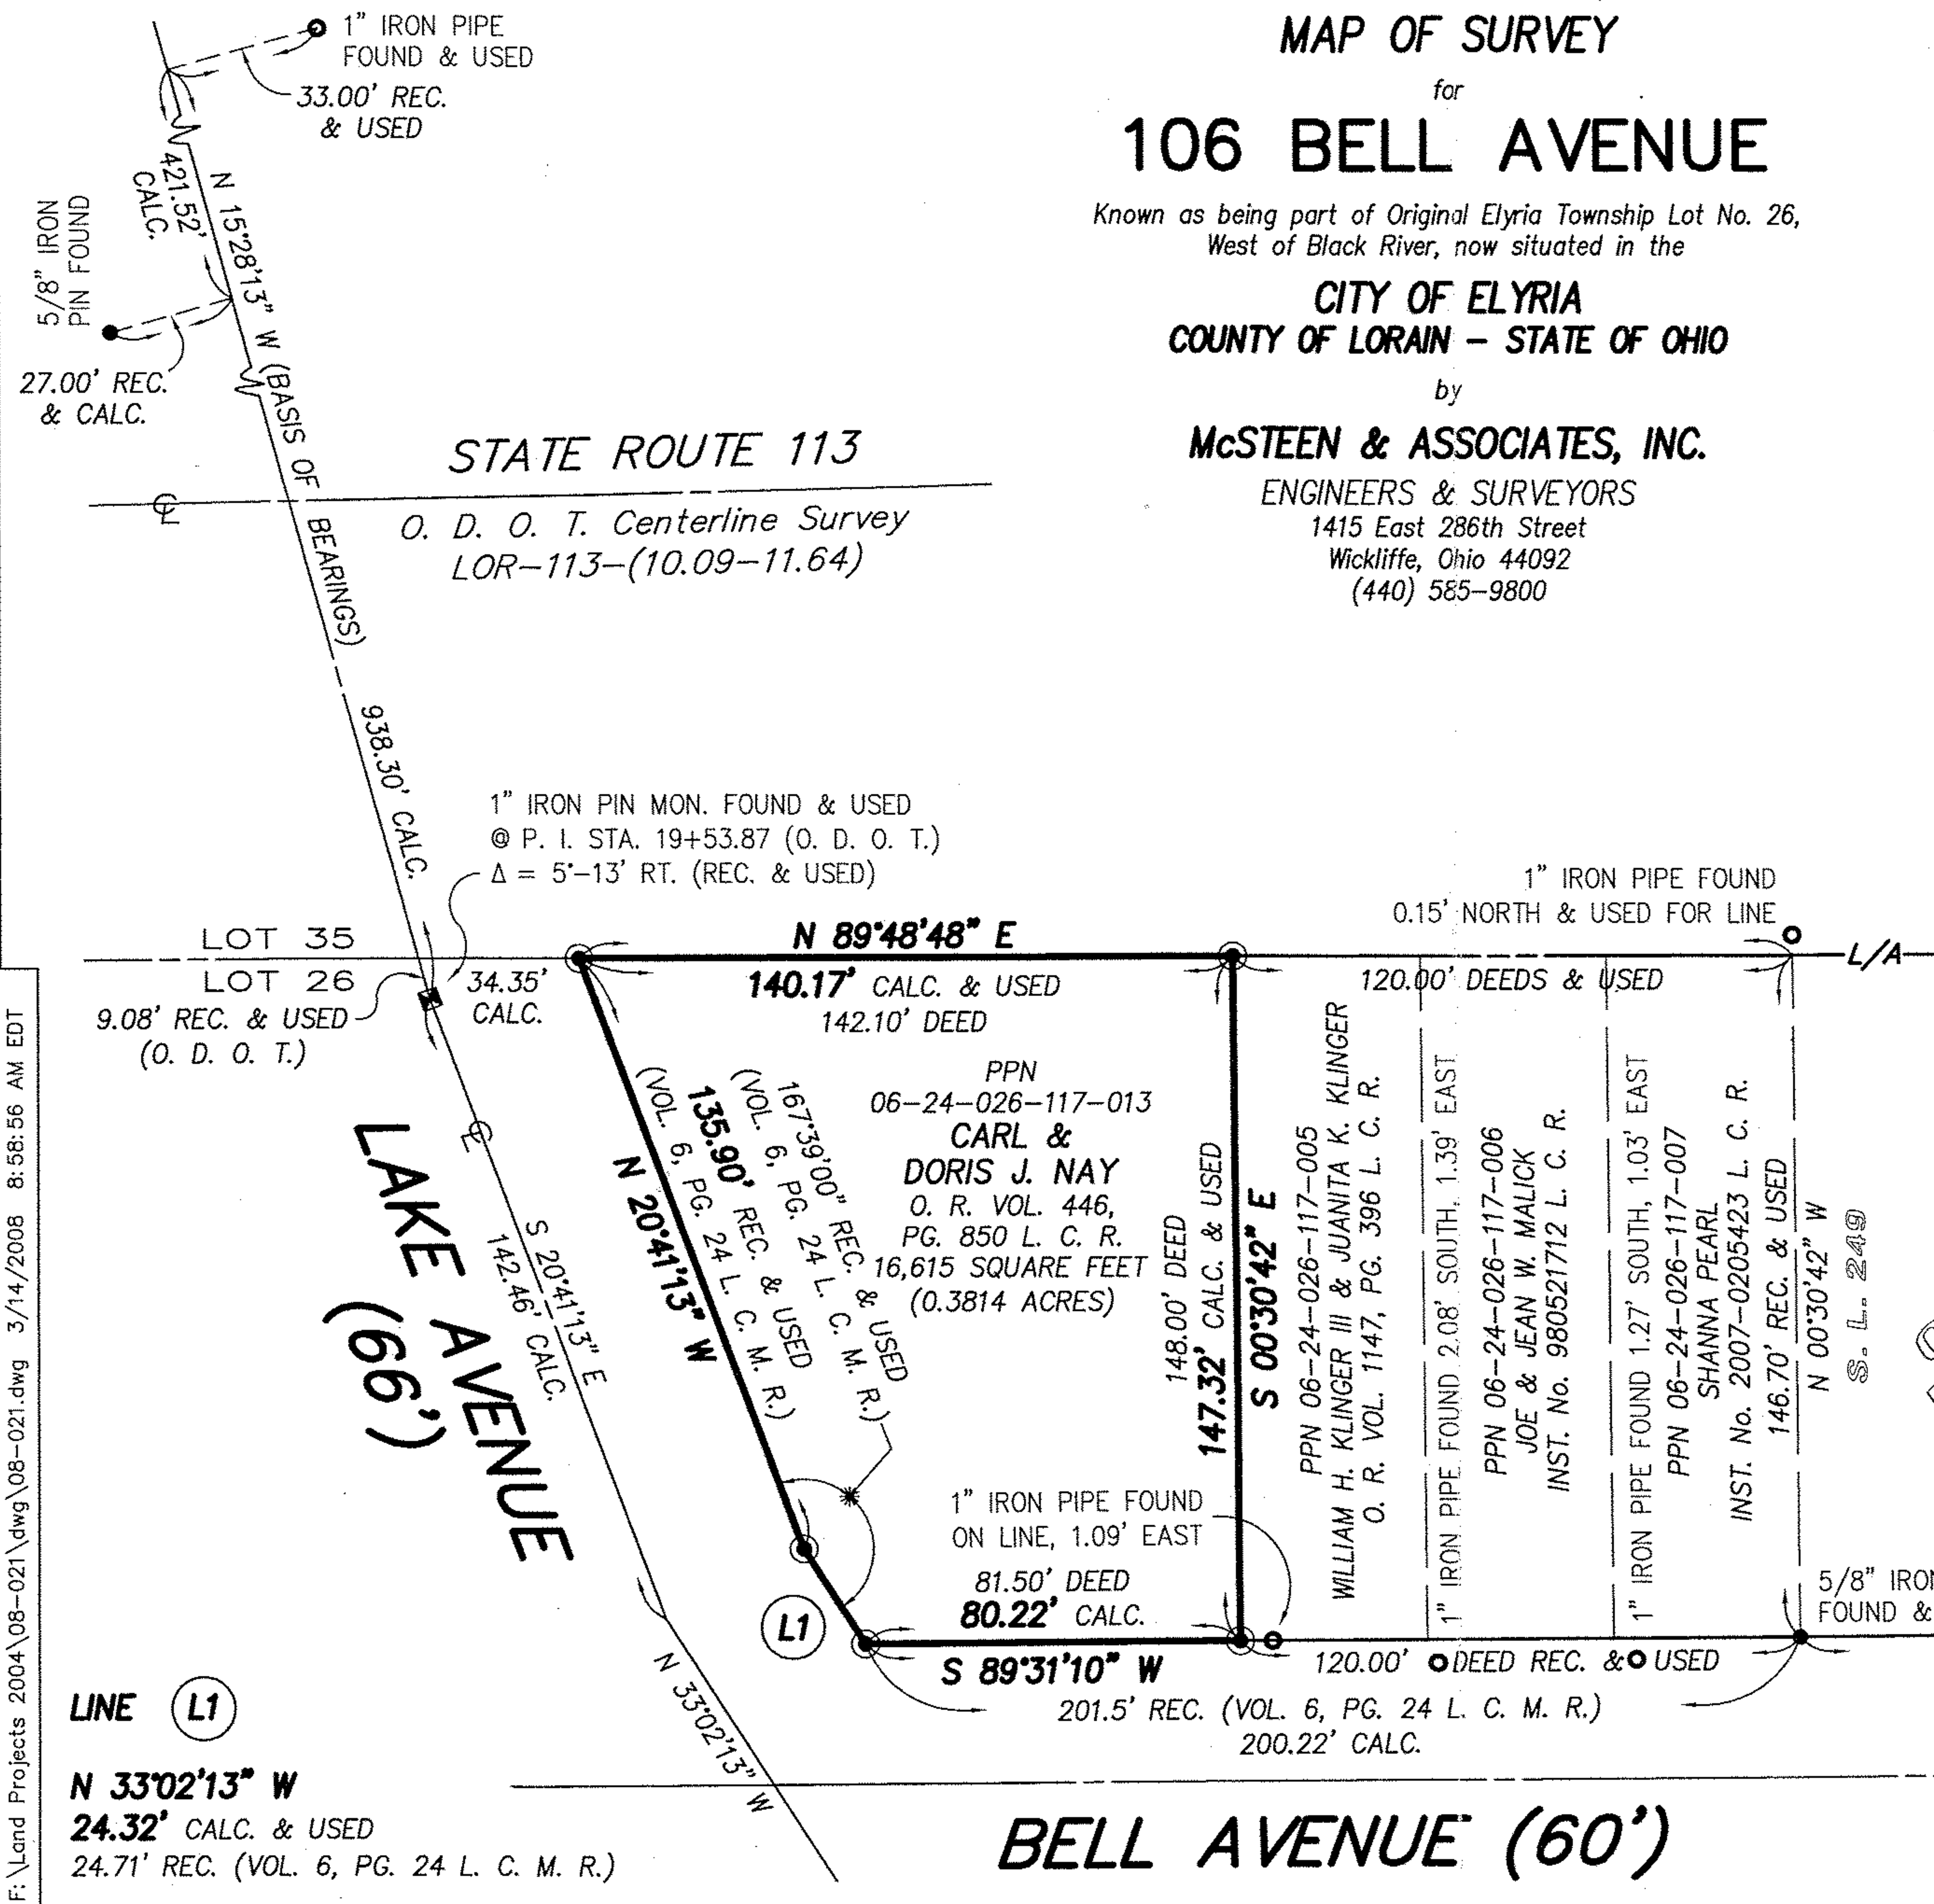 MAP OF SURVEY
for
106 BELL AVENUE
Known as being part of Original Elyria Township Lot No. 26,
West of Black River, now situated in the
CITY OF ELYRIA
COUNTY OF LORAIN – STATE OF OHIO
by
McSTEEN & ASSOCIATES, INC.
ENGINEERS & SURVEYORS
1415 East 286th Street
Wickliffe, Ohio 44092
(440) 585–9800
1" IRON PIPE
FOUND & USED
33.00' REC.
& USED
421.52'
CALC.
N 15°28'13" W (BASIS OF BEARINGS)
5/8" IRON
PIN FOUND
27.00' REC.
& CALC.
STATE ROUTE 113
O. D. O. T. Centerline Survey
LOR–113–(10.09–11.64)
938.30' CALC.
1" IRON PIN MON. FOUND & USED
@ P. I. STA. 19+53.87 (O. D. O. T.)
Δ = 5°–13' RT. (REC. & USED)
1" IRON PIPE FOUND
0.15' NORTH & USED FOR LINE
LOT 35
LOT 26
9.08' REC. & USED
(O. D. O. T.)
34.35'
CALC.
N 89°48'48" E
140.17' CALC. & USED
142.10' DEED
120.00' DEEDS & USED
L/A
PPN
06–24–026–117–013
CARL &
DORIS J. NAY
O. R. VOL. 446,
PG. 850 L. C. R.
16,615 SQUARE FEET
(0.3814 ACRES)
167°39'00" REC. & USED
(VOL. 6, PG. 24 L. C. M. R.)
135.90' REC. & USED
(VOL. 6, PG. 24 L. C. M. R.)
N 20°41'13" W
LAKE AVENUE
(66')
S 20°41'13" E
142.46' CALC.
148.00' DEED
147.32' CALC. & USED
S 00°30'42" E
PPN 06–24–026–117–005
WILLIAM H. KLINGER III & JUANITA K. KLINGER
O. R. VOL. 1147, PG. 396 L. C. R.
1" IRON PIPE FOUND 2.08' SOUTH, 1.39' EAST
PPN 06–24–026–117–006
JOE & JEAN W. MALICK
INST. No. 980521712 L. C. R.
1" IRON PIPE FOUND 1.27' SOUTH, 1.03' EAST
PPN 06–24–026–117–007
SHANNA PEARL
INST. No. 2007–0205423 L. C. R.
146.70' REC. & USED
N 00°30'42" W
S. L. 249
1" IRON PIPE FOUND
ON LINE, 1.09' EAST
81.50' DEED
80.22' CALC.
S 89°31'10" W
L1
5/8" IRON
FOUND &
120.00' DEED REC. & USED
201.5' REC. (VOL. 6, PG. 24 L. C. M. R.)
200.22' CALC.
N 33°02'13" W
LINE L1
N 33°02'13" W
24.32' CALC. & USED
24.71' REC. (VOL. 6, PG. 24 L. C. M. R.)
BELL AVENUE (60')
F:\Land Projects 2004\08-021\dwg\08-021.dwg 3/14/2008 8:58:56 AM EDT